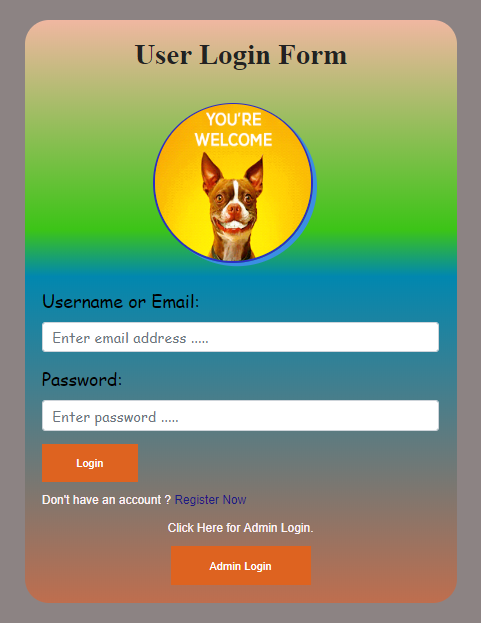 User Login Form
YOU'RE
WELCOME
Username or Email:
Enter email address .....
Password:
Enter password .....
Login
Don't have an account ? Register Now
Click Here for Admin Login.
Admin Login